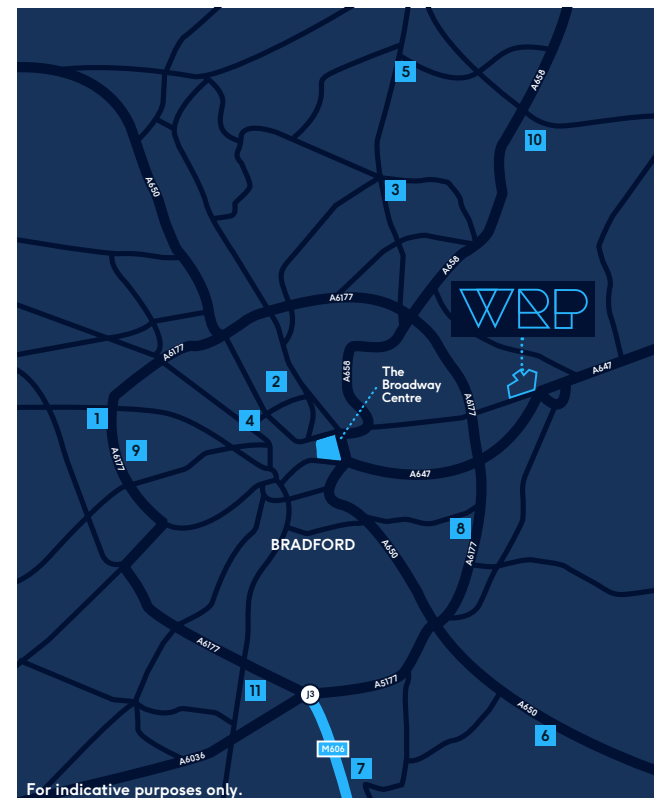 5
A658
10
A650
3
A658
WRP
A6177
A6177
A658
The
Broadway
Centre
A647
2
A6177
1
4
9
A6177
A647
8
BRADFORD
A650
A6177
A6177
11
J3
A5177
A650
6
M606
A6036
7
For indicative purposes only.